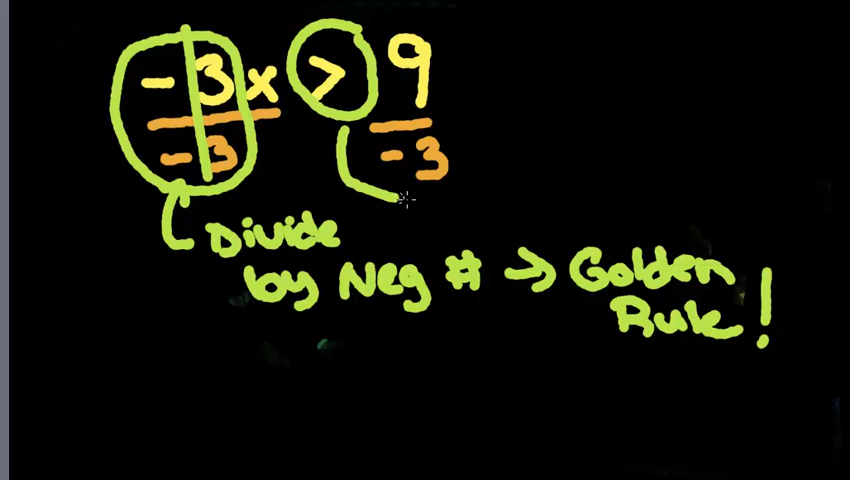 -3x > 9
-3 -3
Divide
by Neg # → Golden
Rule!